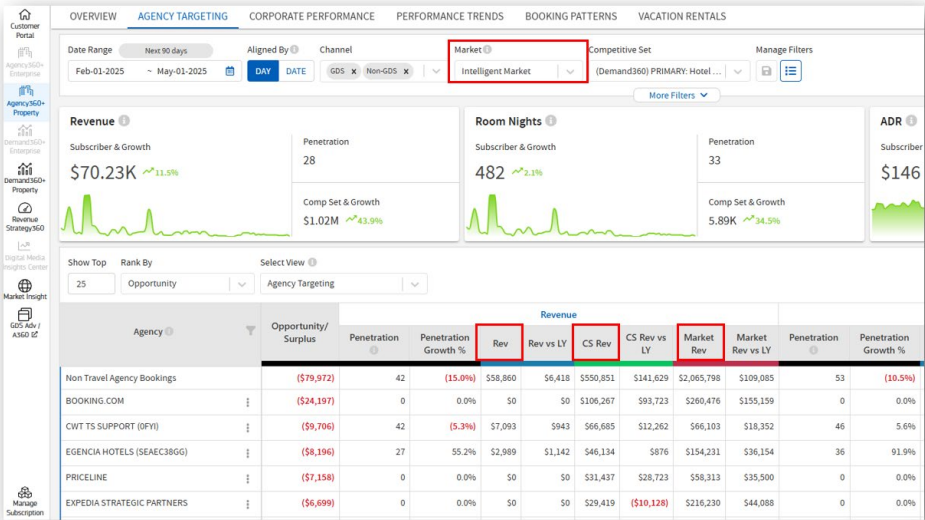 OVERVIEW AGENCY TARGETING CORPORATE PERFORMANCE PERFORMANCE TRENDS BOOKING PATTERNS VACATION RENTALS
Customer Portal
Agency360+ Enterprise
Agency360+ Property
Demand360+ Enterprise
Demand360+ Property
Revenue Strategy360
Digital Media Insights Center
Market Insight
GDS Adv / A360
Manage Subscription
Date Range Next 90 days Aligned By Channel Market Competitive Set Manage Filters
Feb-01-2025 ~ May-01-2025 DAY DATE GDS x Non-GDS x Intelligent Market (Demand360) PRIMARY: Hotel ...
More Filters
Revenue
Subscriber & Growth
$70.23K 11.5%
Penetration
28
Comp Set & Growth
$1.02M 43.9%
Room Nights
Subscriber & Growth
482 2.1%
Penetration
33
Comp Set & Growth
5.89K 34.5%
ADR
Subscriber
$146
Show Top Rank By Select View
25 Opportunity Agency Targeting
Revenue
Agency Opportunity/ Surplus Penetration Penetration Growth % Rev Rev vs LY CS Rev CS Rev vs LY Market Rev Market Rev vs LY Penetration Penetration Growth %
Non Travel Agency Bookings ($79,972) 42 (15.0%) $58,860 $6,418 $550,851 $141,629 $2,065,798 $109,085 53 (10.5%)
BOOKING.COM ($24,197) 0 0.0% $0 $0 $106,267 $93,723 $260,476 $155,159 0 0.0%
CWT TS SUPPORT (0FYI) ($9,706) 42 (5.3%) $7,093 $943 $66,685 $12,262 $66,103 $18,352 46 5.6%
EGENCIA HOTELS (SEAEC38GG) ($8,196) 27 55.2% $2,989 $1,142 $46,134 $876 $154,231 $36,154 36 91.9%
PRICELINE ($7,158) 0 0.0% $0 $0 $31,437 $28,723 $58,313 $35,500 0 0.0%
EXPEDIA STRATEGIC PARTNERS ($6,699) 0 0.0% $0 $0 $29,419 ($10,128) $216,230 $44,088 0 0.0%